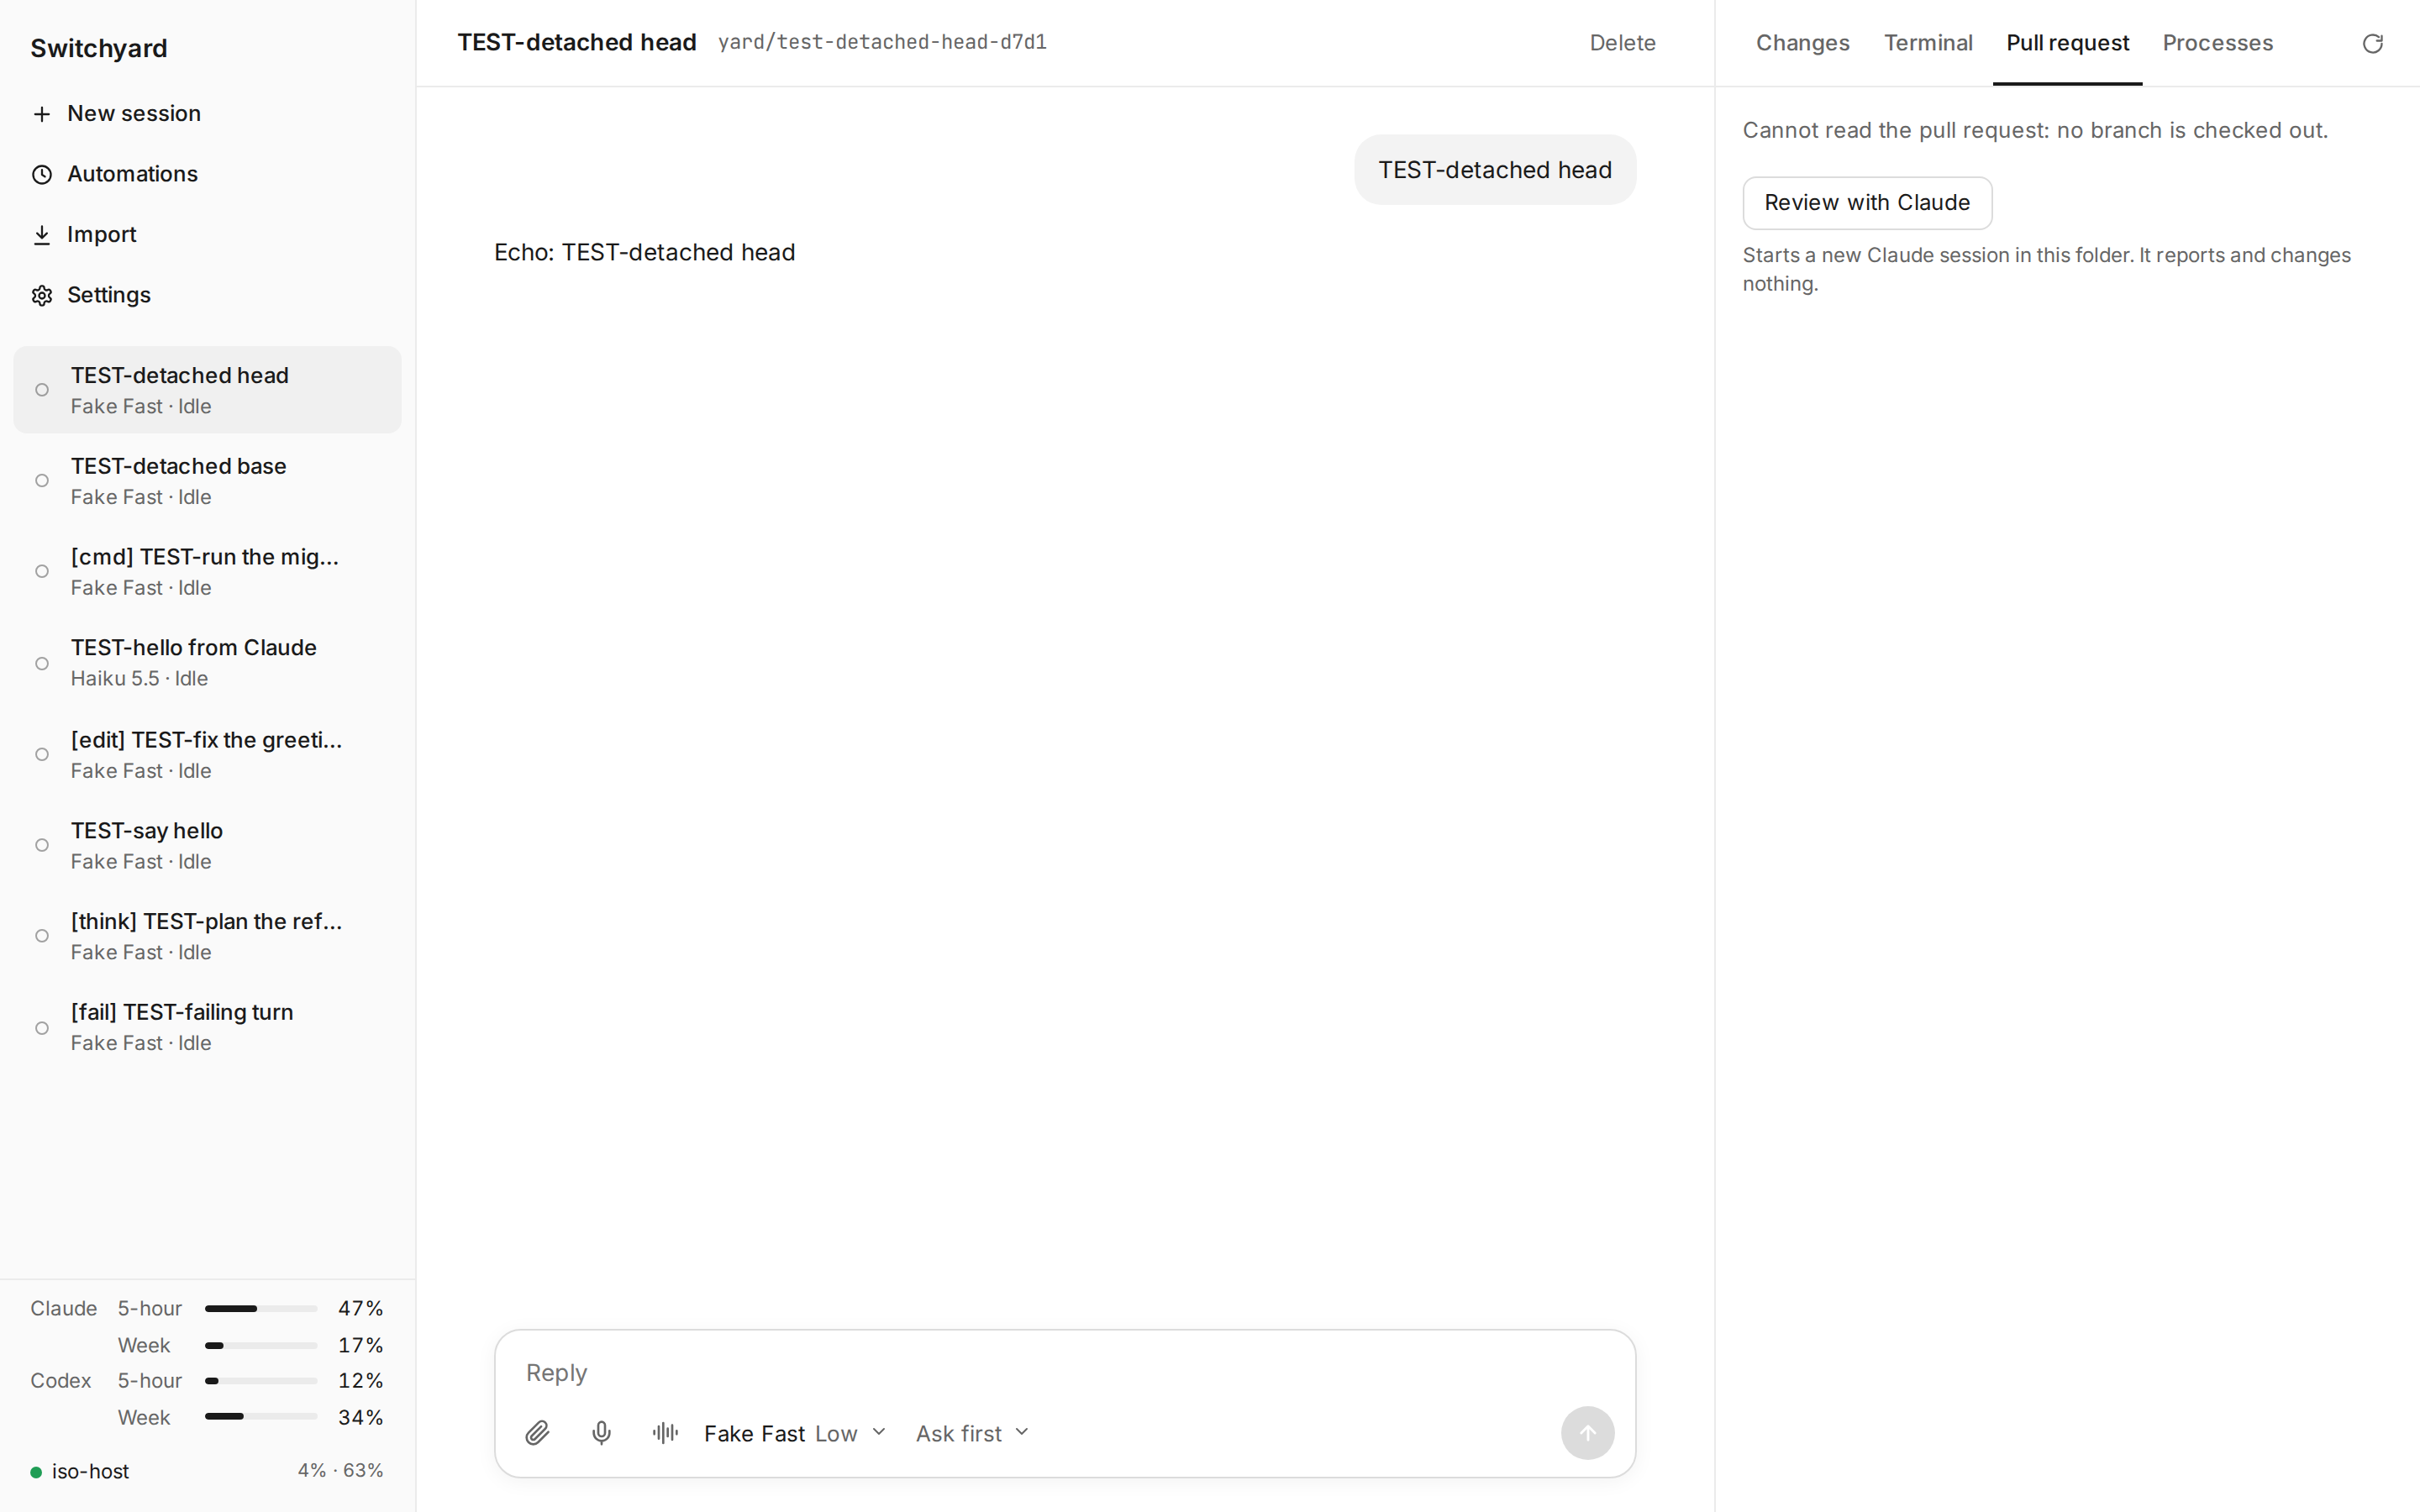 Switchyard
New session
Automations
Import
Settings
TEST-detached head
Fake Fast · Idle
TEST-detached base
Fake Fast · Idle
[cmd] TEST-run the mig...
Fake Fast · Idle
TEST-hello from Claude
Haiku 5.5 · Idle
[edit] TEST-fix the greeti...
Fake Fast · Idle
TEST-say hello
Fake Fast · Idle
[think] TEST-plan the ref...
Fake Fast · Idle
[fail] TEST-failing turn
Fake Fast · Idle
Claude 5-hour 47%
Week 17%
Codex 5-hour 12%
Week 34%
iso-host 4% · 63%
TEST-detached head yard/test-detached-head-d7d1 Delete
TEST-detached head
Echo: TEST-detached head
Reply
Fake Fast Low Ask first
Changes Terminal Pull request Processes
Cannot read the pull request: no branch is checked out.
Review with Claude
Starts a new Claude session in this folder. It reports and changes
nothing.